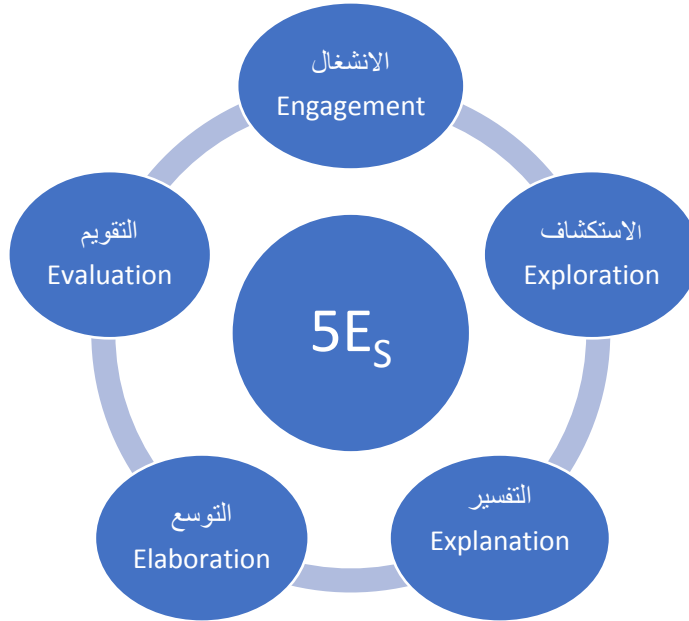 الانشغال
Engagement
الاستكشاف
Exploration
التفسير
Explanation
التوسع
Elaboration
التقويم
Evaluation
5Es